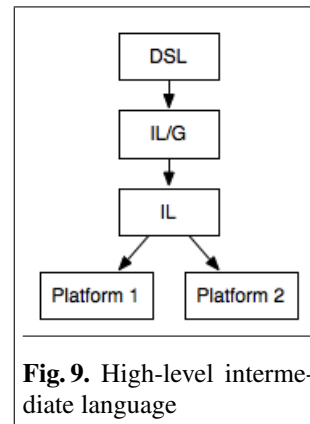 DSL
IL/G
IL
Platform 1 Platform 2
Fig. 9. High-level interme-
diate language